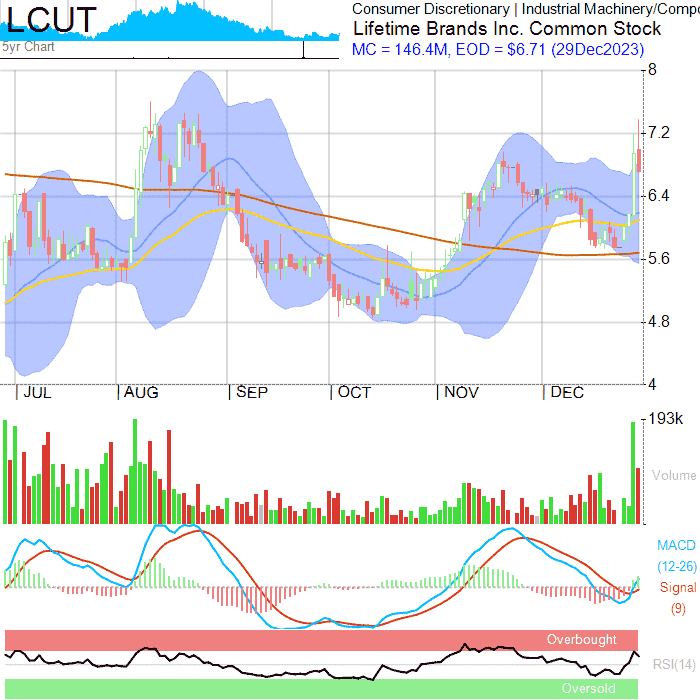 LCUT
5yr Chart
Consumer Discretionary | Industrial Machinery/Compo
Lifetime Brands Inc. Common Stock
MC = 146.4M, EOD = $6.71 (29Dec2023)
8
7.2
6.4
5.6
4.8
4
JUL AUG SEP OCT NOV DEC
193k
Volume
MACD
(12-26)
Signal
(9)
Overbought
RSI(14)
Oversold